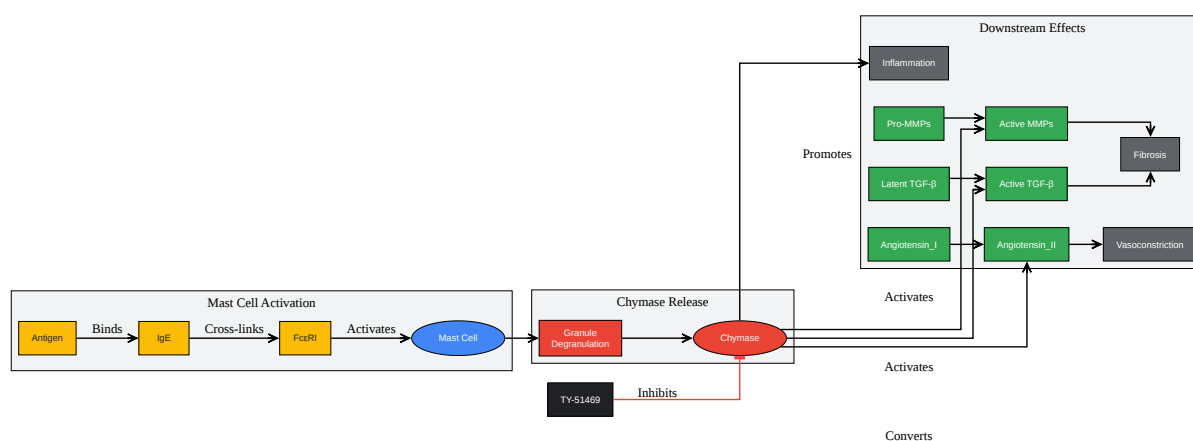 Downstream Effects
Inflammation
Pro-MMPs
Active MMPs
Promotes
Fibrosis
Latent TGF-β
Active TGF-β
Angiotensin_I
Angiotensin_II
Vasoconstriction
Mast Cell Activation
Chymase Release
Activates
Antigen
Binds
IgE
Cross-links
FcεRI
Activates
Mast Cell
Granule
Degranulation
Chymase
Activates
TY-51469
Inhibits
Converts